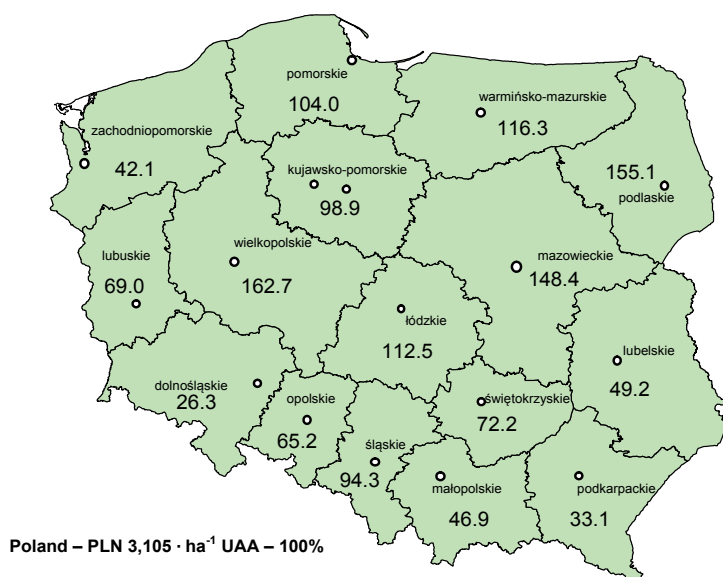 pomorskie
104.0
warmińsko-mazurskie
116.3
zachodniopomorskie
42.1
kujawsko-pomorskie
98.9
155.1
podlaskie
wielkopolskie
162.7
mazowieckie
148.4
lubuskie
69.0
łódzkie
112.5
lubelskie
49.2
dolnośląskie
26.3
opolskie
65.2
świętokrzyskie
72.2
śląskie
94.3
małopolskie
46.9
podkarpackie
33.1
Poland – PLN 3,105 · ha⁻¹ UAA – 100%